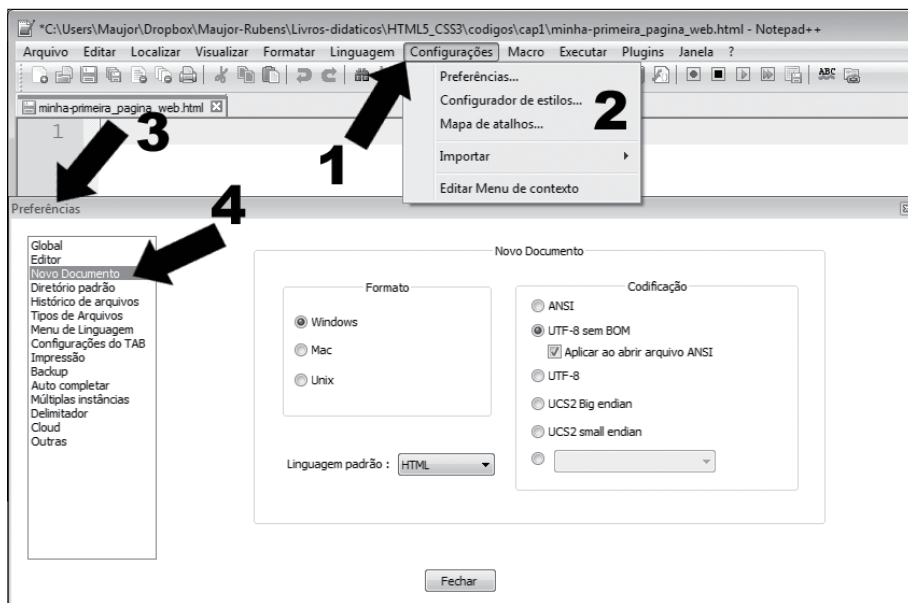 *C:\Users\Maujor\Dropbox\Maujor-Rubens\Livros-didaticos\HTML5_CSS3\codigos\cap1\minha-primeira_pagina_web.html - Notepad++
Arquivo Editar Localizar Visualizar Formatar Linguagem Configurações Macro Executar Plugins Janela ?
ABC
minha-primeira_pagina_web.html
1
Preferências...
Configurador de estilos...
Mapa de atalhos...
Importar
Editar Menu de contexto
1
2
3
4
Preferências
Global
Editor
Novo Documento
Diretório padrão
Histórico de arquivos
Tipos de Arquivos
Menu de Linguagem
Configurações do TAB
Impressão
Backup
Auto completar
Múltiplas instâncias
Delimitador
Cloud
Outras
Novo Documento
Formato
Windows
Mac
Unix
Linguagem padrão : HTML
Codificação
ANSI
UTF-8 sem BOM
Aplicar ao abrir arquivo ANSI
UTF-8
UCS2 Big endian
UCS2 small endian
Fechar